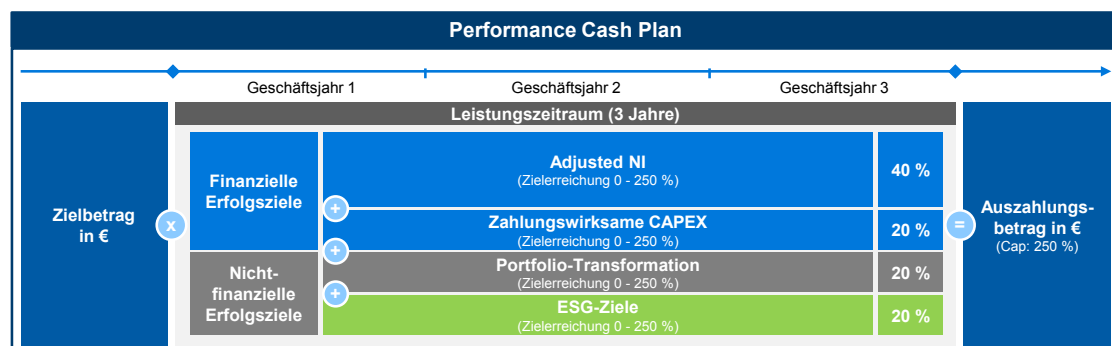 Performance Cash Plan
Geschäftsjahr 1
Geschäftsjahr 2
Geschäftsjahr 3
Leistungszeitraum (3 Jahre)
Zielbetrag
in €
x
Finanzielle
Erfolgsziele
Adjusted NI
(Zielerreichung 0 - 250 %)
40 %
+
Zahlungswirksame CAPEX
(Zielerreichung 0 - 250 %)
20 %
+
Nicht-
finanzielle
Erfolgsziele
Portfolio-Transformation
(Zielerreichung 0 - 250 %)
20 %
+
ESG-Ziele
(Zielerreichung 0 - 250 %)
20 %
=
Auszahlungs-
betrag in €
(Cap: 250 %)